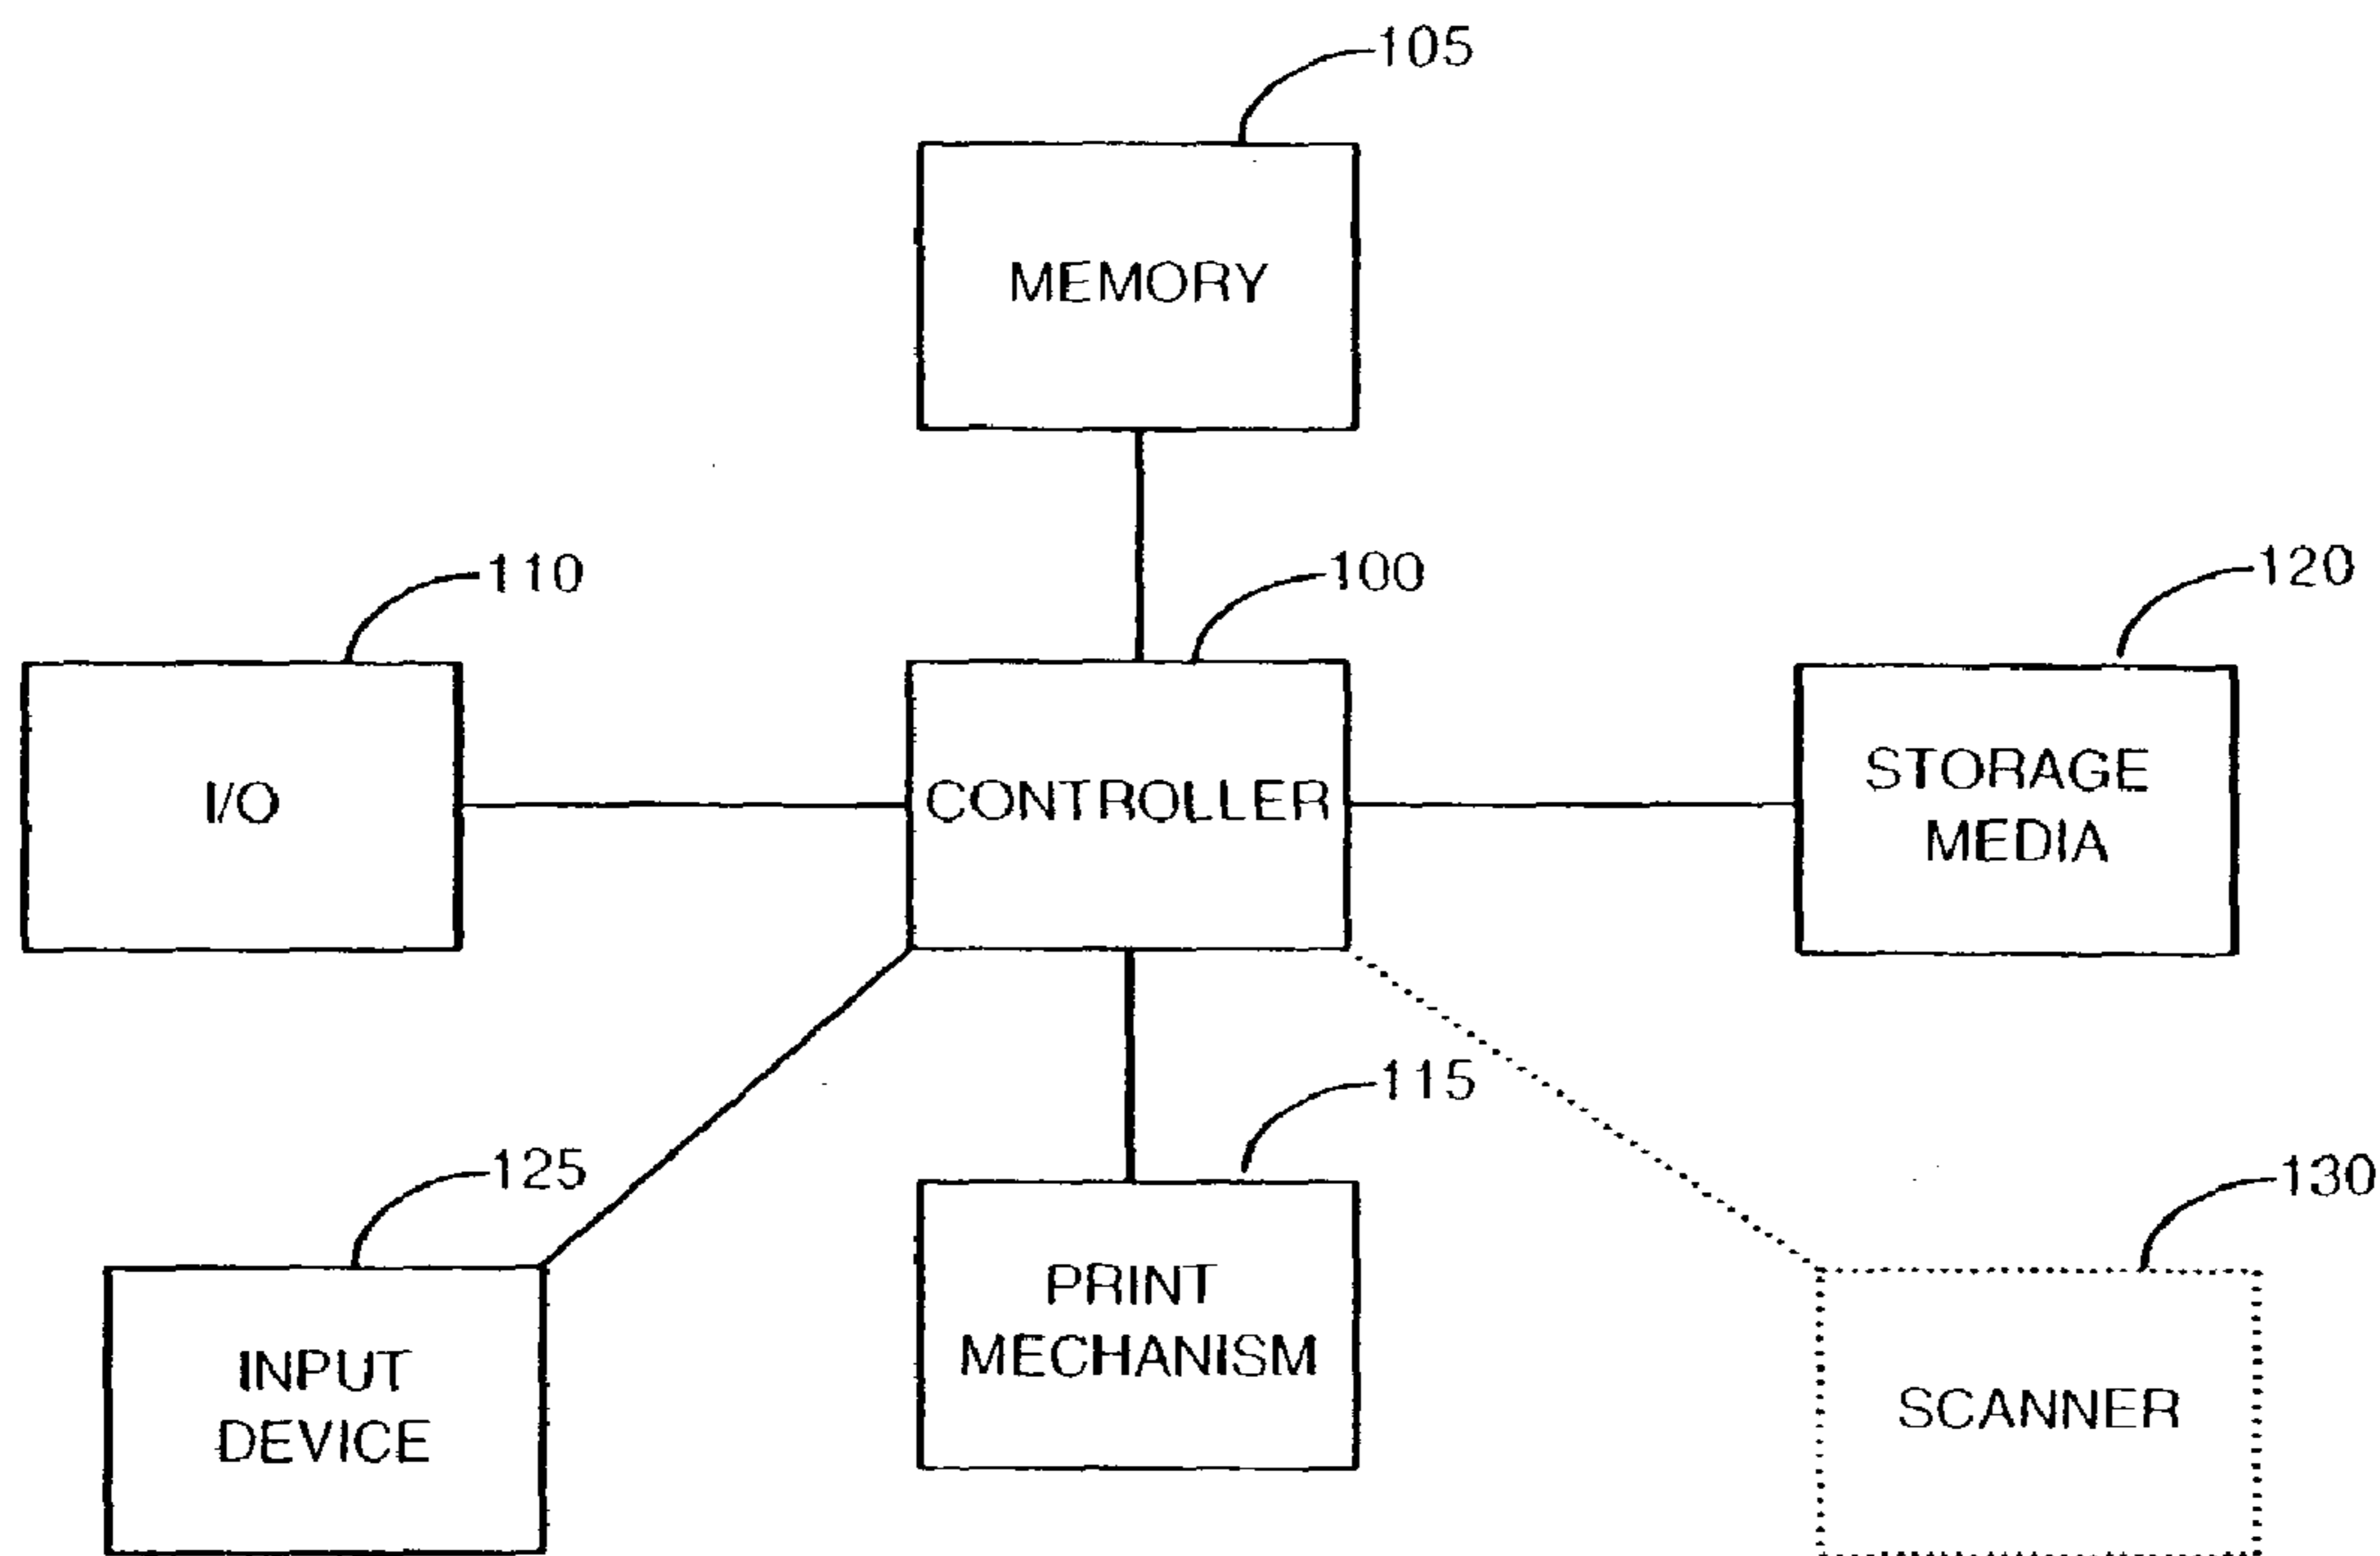 105
MEMORY
110
100
120
I/O
CONTROLLER
STORAGE
MEDIA
115
125
130
PRINT
MECHANISM
INPUT
DEVICE
SCANNER